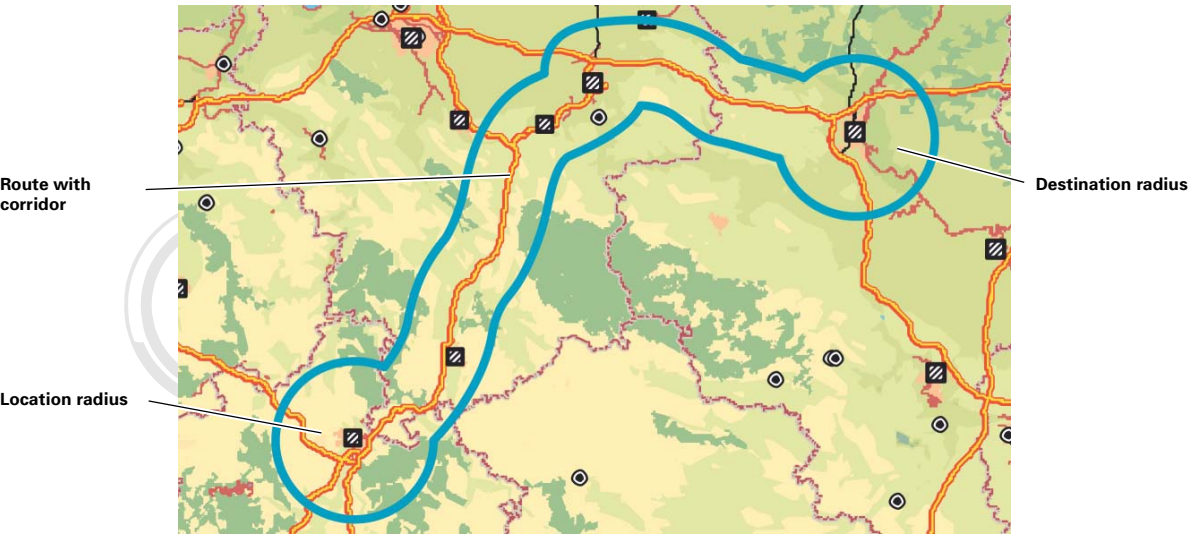 Route with
corridor
Destination radius
Location radius